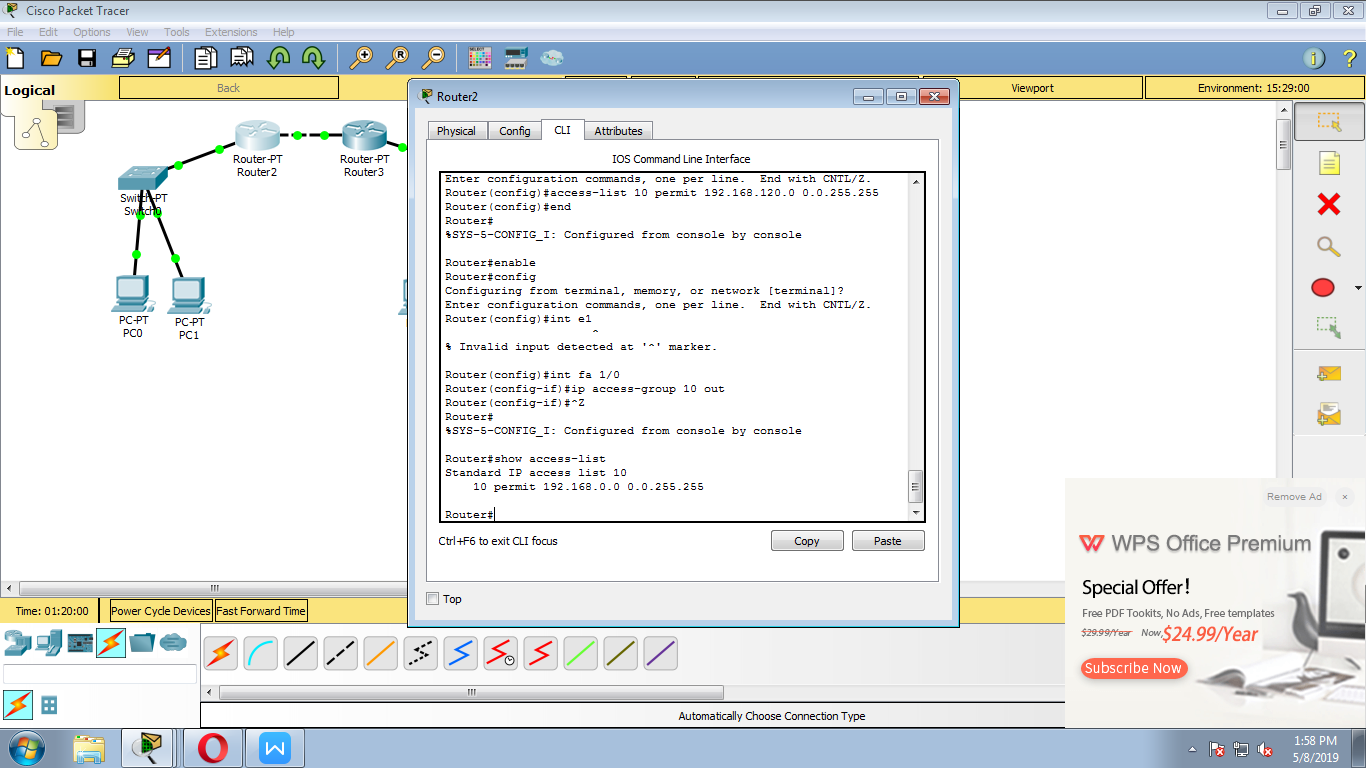 Cisco Packet Tracer
File Edit Options View Tools Extensions Help
Logical
Back
Viewport
Environment: 15:29:00
Router-PT
Router2
Router-PT
Router3
Switch-PT
Switch0
PC-PT
PC0
PC-PT
PC1
Router2
Physical
Config
CLI
Attributes
IOS Command Line Interface
Enter configuration commands, one per line.  End with CNTL/Z.
Router(config)#access-list 10 permit 192.168.120.0 0.0.255.255
Router(config)#end
Router#
%SYS-5-CONFIG_I: Configured from console by console
Router#enable
Router#config
Configuring from terminal, memory, or network [terminal]?
Enter configuration commands, one per line.  End with CNTL/Z.
Router(config)#int e1
^
% Invalid input detected at '^' marker.
Router(config)#int fa 1/0
Router(config-if)#ip access-group 10 out
Router(config-if)#^Z
Router#
%SYS-5-CONFIG_I: Configured from console by console
Router#show access-list
Standard IP access list 10
10 permit 192.168.0.0 0.0.255.255
Router#
Ctrl+F6 to exit CLI focus
Copy
Paste
Top
Time: 01:20:00
Power Cycle Devices
Fast Forward Time
Automatically Choose Connection Type
Remove Ad
WPS Office Premium
Special Offer!
Free PDF Tookits, No Ads, Free templates
$29.99/Year Now $24.99/Year
Subscribe Now
1:58 PM
5/8/2019